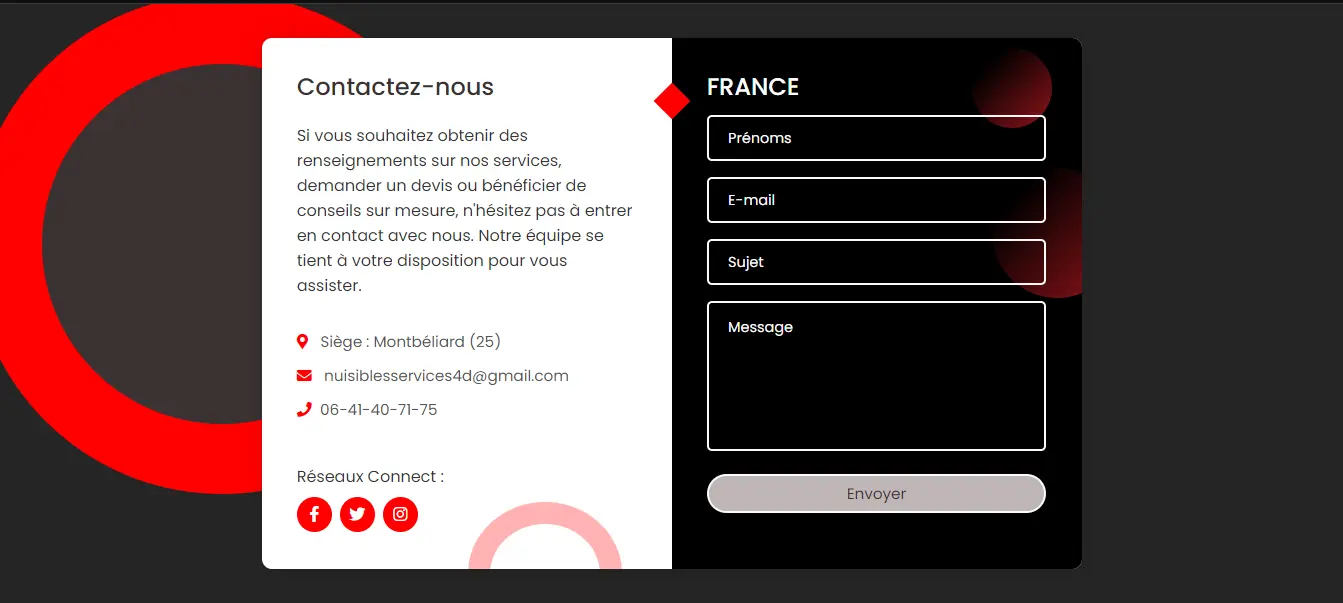 Contactez-nous
Si vous souhaitez obtenir des
renseignements sur nos services,
demander un devis ou bénéficier de
conseils sur mesure, n'hésitez pas à entrer
en contact avec nous. Notre équipe se
tient à votre disposition pour vous
assister.
Siège : Montbéliard (25)
nuisiblesservices4d@gmail.com
06-41-40-71-75
Réseaux Connect :
FRANCE
Prénoms
E-mail
Sujet
Message
Envoyer